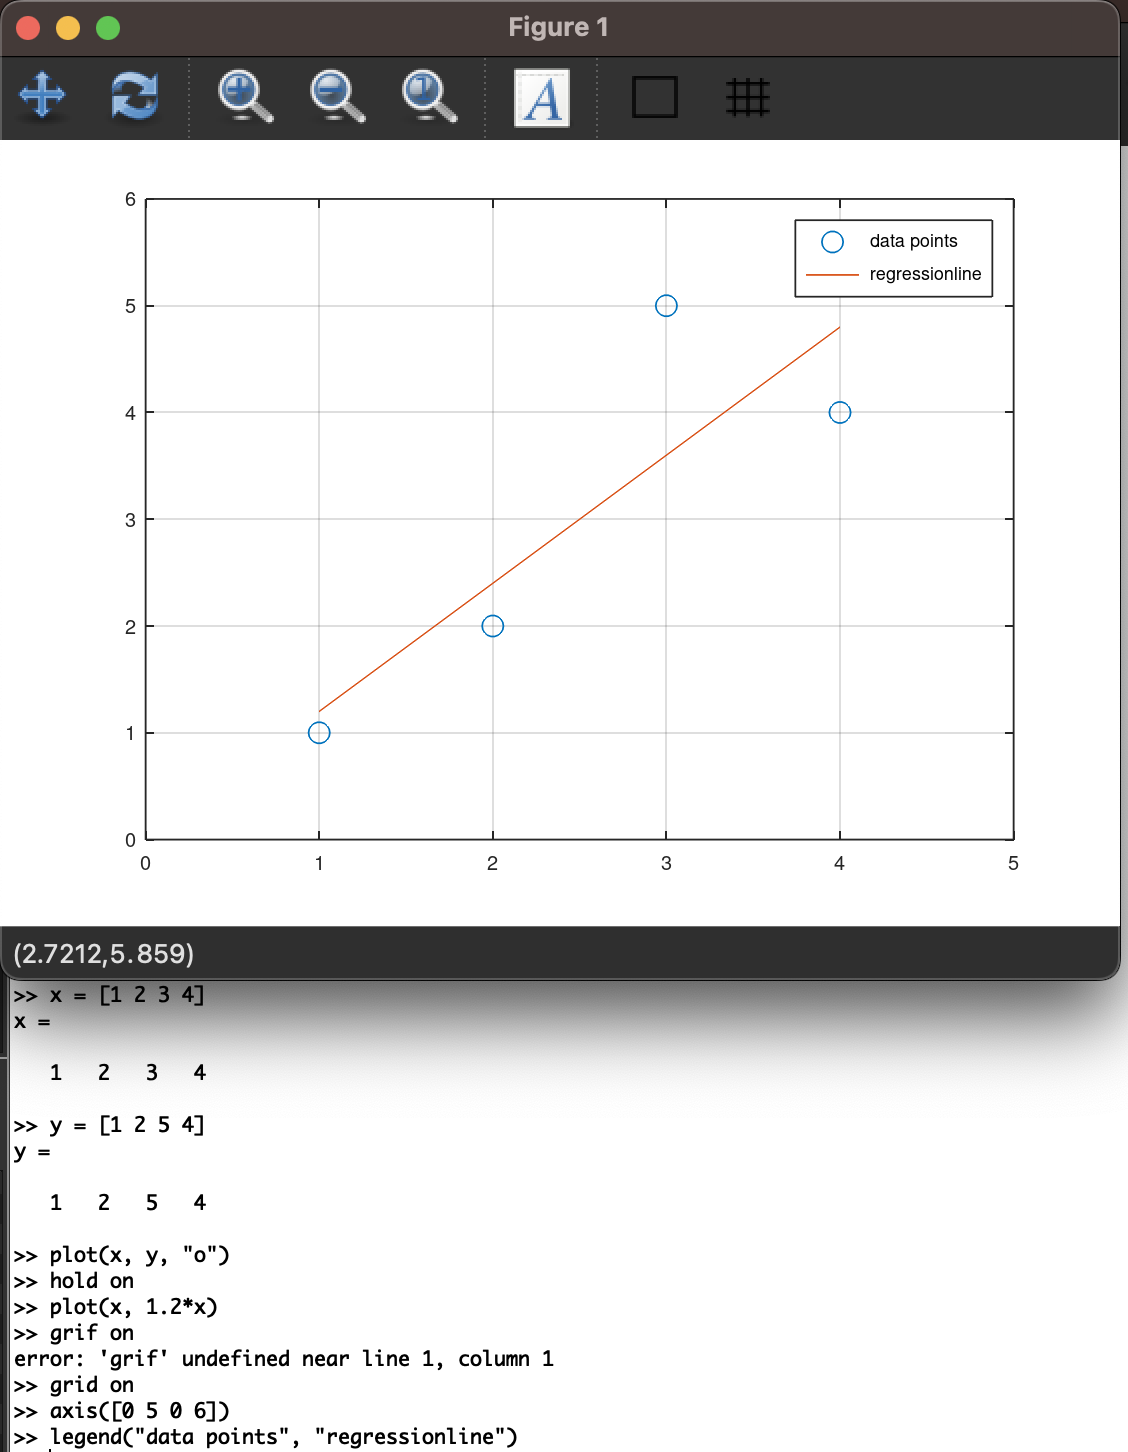 Figure 1
A
6
data points
regressionline
5
4
3
2
1
0
0 1 2 3 4 5
(2.7212,5.859)
>> x = [1 2 3 4]
x =
1 2 3 4
>> y = [1 2 5 4]
y =
1 2 5 4
>> plot(x, y, "o")
>> hold on
>> plot(x, 1.2*x)
>> grif on
error: 'grif' undefined near line 1, column 1
>> grid on
>> axis([0 5 0 6])
>> legend("data points", "regressionline")